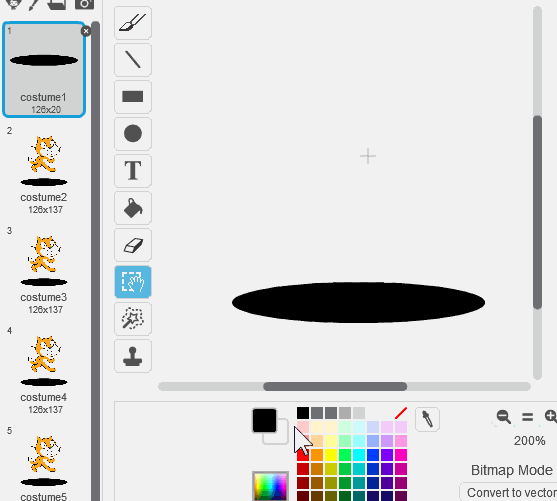 1
costume1
126x20
2
costume2
126x137
3
costume3
126x137
4
costume4
126x137
5
costume5
T
200%
Bitmap Mode
Convert to vector